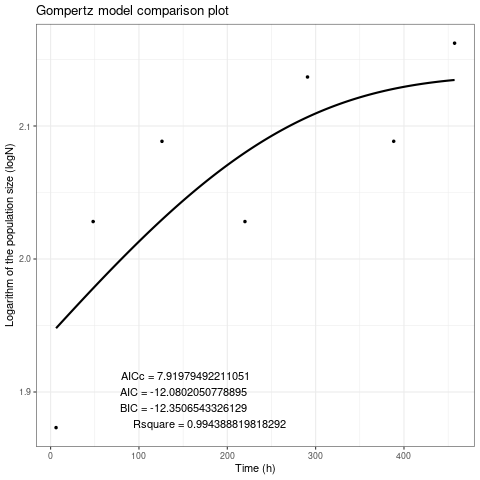 Gompertz model comparison plot
Logarithm of the population size (logN)
2.1
2.0
1.9
AICc = 7.91979492211051
AIC = -12.0802050778895
BIC = -12.3506543326129
Rsquare = 0.994388819818292
0
100
200
300
400
Time (h)